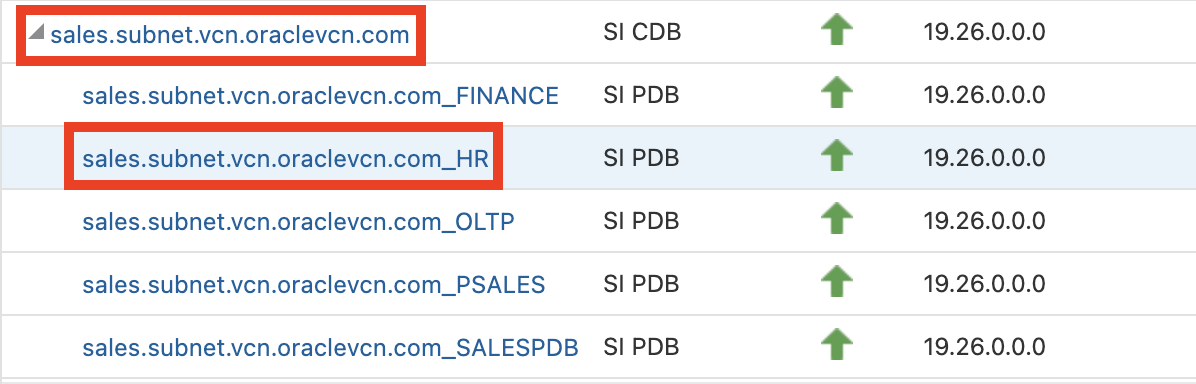 sales.subnet.vcn.oraclevcn.com SI CDB 19.26.0.0.0
sales.subnet.vcn.oraclevcn.com_FINANCE SI PDB 19.26.0.0.0
sales.subnet.vcn.oraclevcn.com_HR SI PDB 19.26.0.0.0
sales.subnet.vcn.oraclevcn.com_OLTP SI PDB 19.26.0.0.0
sales.subnet.vcn.oraclevcn.com_PSALES SI PDB 19.26.0.0.0
sales.subnet.vcn.oraclevcn.com_SALESPDB SI PDB 19.26.0.0.0